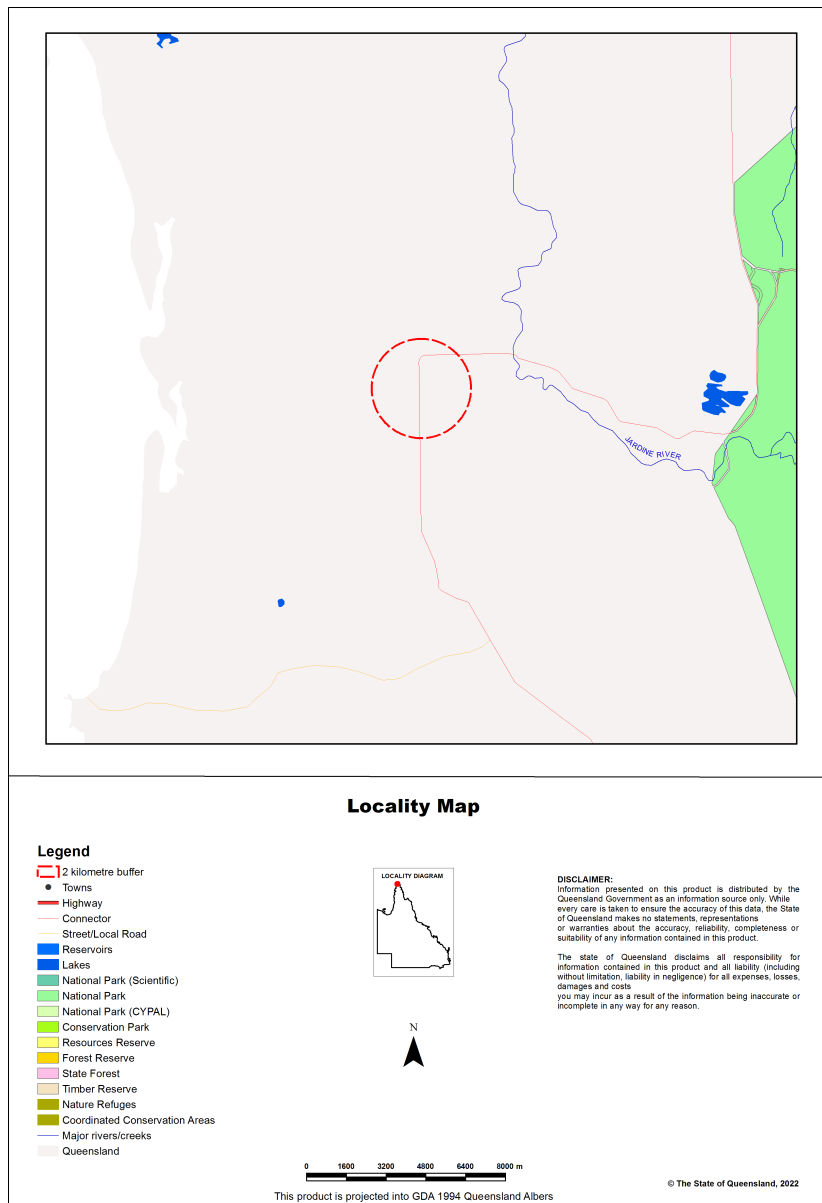 JARDINE RIVER
Locality Map
Legend
2 kilometre buffer
Towns
Highway
Connector
Street/Local Road
Reservoirs
Lakes
National Park (Scientific)
National Park
National Park (CYPAL)
Conservation Park
Resources Reserve
Forest Reserve
State Forest
Timber Reserve
Nature Refuges
Coordinated Conservation Areas
Major rivers/creeks
Queensland
LOCALITY DIAGRAM
N
DISCLAIMER:
Information presented on this product is distributed by the
Queensland Government as an information source only. While
every care is taken to ensure the accuracy of this data, the State
of Queensland makes no statements, representations
or warranties about the accuracy, reliability, completeness or
suitability of any information contained in this product.
The state of Queensland disclaims all responsibility for
information contained in this product and all liability (including
without limitation, liability in negligence) for all expenses, losses,
damages and costs
you may incur as a result of the information being inaccurate or
incomplete in any way for any reason.
0 1600 3200 4800 6400 8000 m
This product is projected into GDA 1994 Queensland Albers
© The State of Queensland, 2022